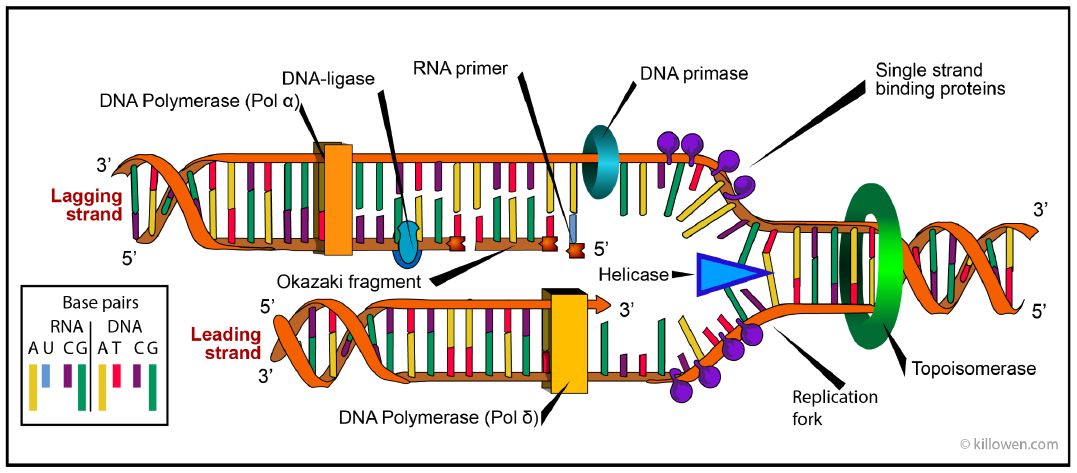 RNA primer
DNA-ligase
DNA primase
Single strand
binding proteins
DNA Polymerase (Pol α)
3’
Lagging
strand
5’
5’
3’
Okazaki fragment
Helicase
5’
3’
5’
Leading
strand
3’
Topoisomerase
DNA Polymerase (Pol δ)
Replication
fork
Base pairs
RNA DNA
A U C G A T C G
© killowen.com